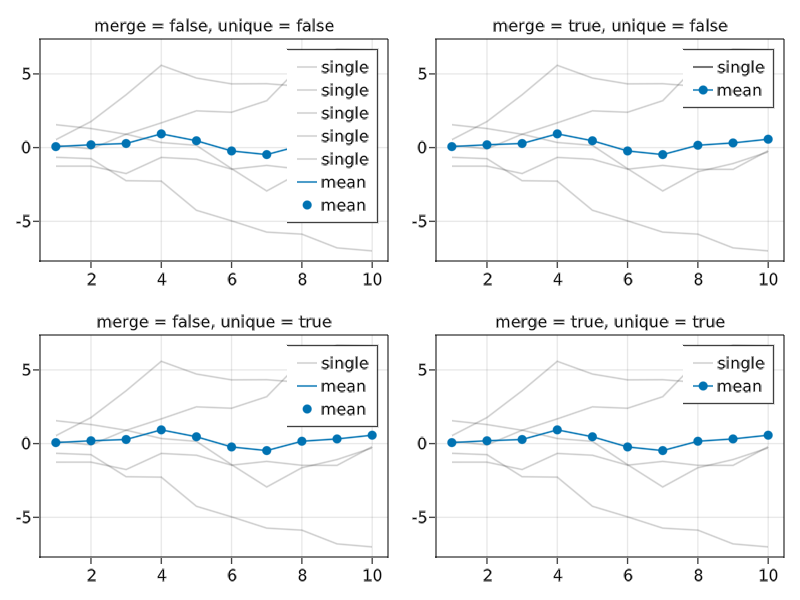 merge = false, unique = false
single
single
single
single
single
mean
mean
5
0
-5
2 4 6 8 10
merge = true, unique = false
single
mean
5
0
-5
2 4 6 8 10
merge = false, unique = true
single
mean
mean
5
0
-5
2 4 6 8 10
merge = true, unique = true
single
mean
5
0
-5
2 4 6 8 10